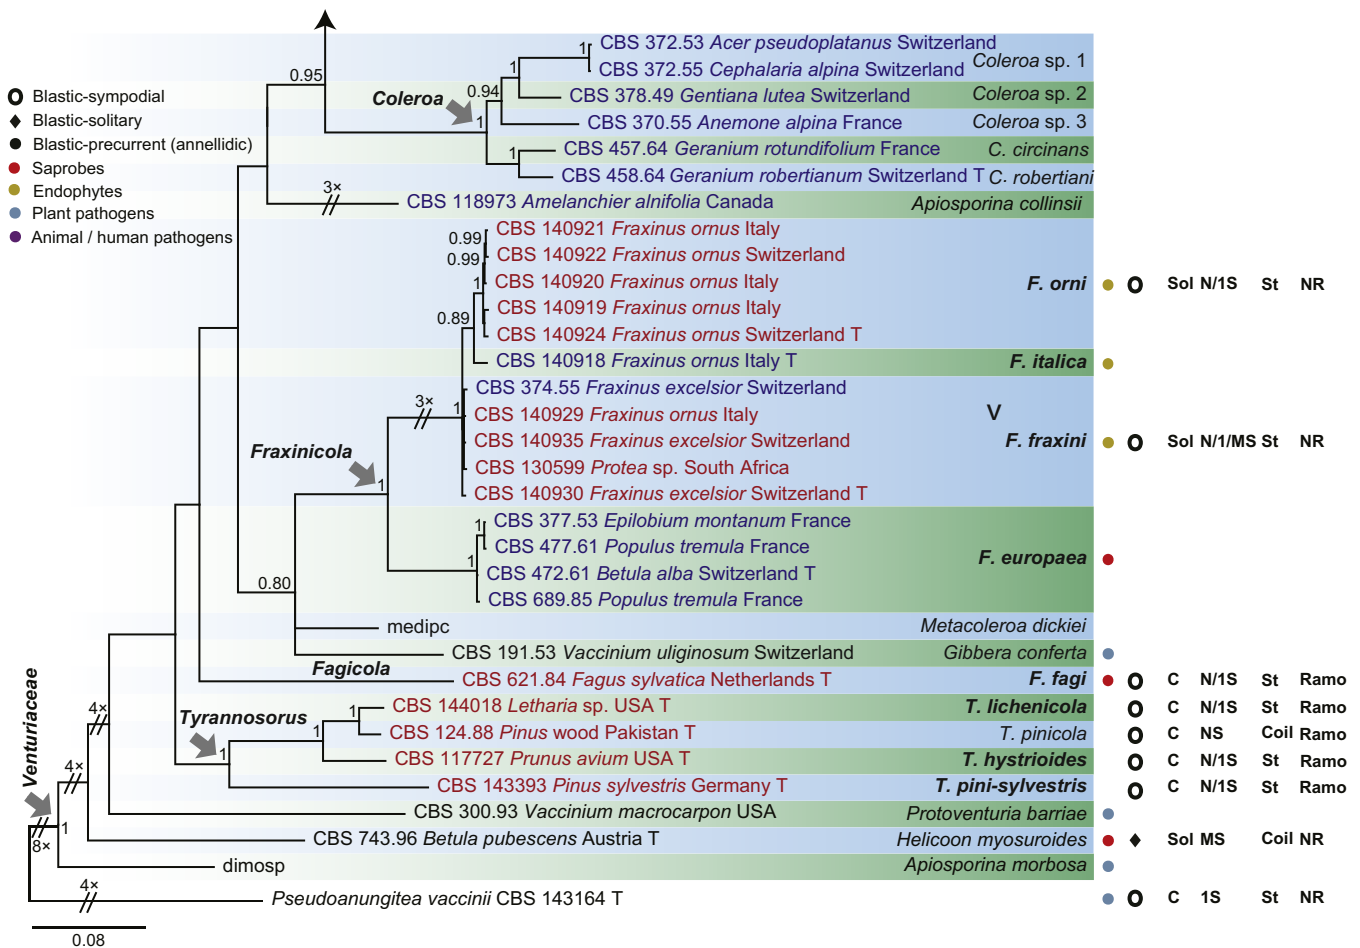 0.95
1
CBS 372.53 Acer pseudoplatanus Switzerland
Coleroa sp. 1
CBS 372.55 Cephalaria alpina Switzerland
1
Blastic-sympodial
Coleroa
0.94
CBS 378.49 Gentiana lutea Switzerland
Coleroa sp. 2
Blastic-solitary
1
CBS 370.55 Anemone alpina France
Coleroa sp. 3
Blastic-precurrent (annellidic)
1
CBS 457.64 Geranium rotundifolium France
C. circinans
Saprobes
CBS 458.64 Geranium robertianum Switzerland T
C. robertiani
Endophytes
3×
CBS 118973 Amelanchier alnifolia Canada
Apiosporina collinsii
Plant pathogens
Animal / human pathogens
CBS 140921 Fraxinus ornus Italy
0.99
CBS 140922 Fraxinus ornus Switzerland
0.99
1
CBS 140920 Fraxinus ornus Italy
F. orni
Sol N/1S St NR
CBS 140919 Fraxinus ornus Italy
0.89
CBS 140924 Fraxinus ornus Switzerland T
CBS 140918 Fraxinus ornus Italy T
F. italica
CBS 374.55 Fraxinus excelsior Switzerland
3×
1
CBS 140929 Fraxinus ornus Italy
V
CBS 140935 Fraxinus excelsior Switzerland
F. fraxini
Sol N/1/MS St NR
Fraxinicola
CBS 130599 Protea sp. South Africa
1
CBS 140930 Fraxinus excelsior Switzerland T
1
CBS 377.53 Epilobium montanum France
CBS 477.61 Populus tremula France
F. europaea
1
CBS 472.61 Betula alba Switzerland T
0.80
CBS 689.85 Populus tremula France
medipc
Metacoleroa dickiei
CBS 191.53 Vaccinium uliginosum Switzerland
Gibbera conferta
Fagicola
CBS 621.84 Fagus sylvatica Netherlands T
F. fagi
C N/1S St Ramo
Venturiaceae
4×
Tyrannosorus
1
CBS 144018 Letharia sp. USA T
T. lichenicola
C N/1S St Ramo
1
CBS 124.88 Pinus wood Pakistan T
T. pinicola
C NS Coil Ramo
1
CBS 117727 Prunus avium USA T
T. hystrioides
C N/1S St Ramo
4×
CBS 143393 Pinus sylvestris Germany T
T. pini-sylvestris
C N/1S St Ramo
CBS 300.93 Vaccinium macrocarpon USA
Protoventuria barriae
1
8×
CBS 743.96 Betula pubescens Austria T
Helicoon myosuroides
Sol MS Coil NR
dimosp
Apiosporina morbosa
4×
Pseudoanungitea vaccinii CBS 143164 T
C 1S St NR
0.08